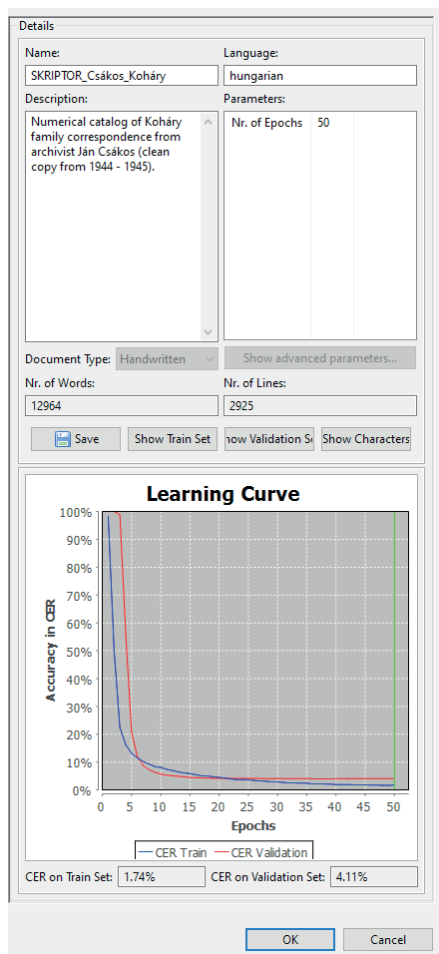 Details
Name: Language:
SKRIPTOR_Csákos_Koháry hungarian
Description: Parameters:
Numerical catalog of Koháry
family correspondence from
archivist Ján Csákos (clean
copy from 1944 - 1945).
Nr. of Epochs 50
Document Type: Handwritten Show advanced parameters...
Nr. of Words: Nr. of Lines:
12964 2925
Save Show Train Set how Validation Se Show Characters
Learning Curve
100%
90%
80%
70%
60%
50%
40%
30%
20%
10%
0%
Accuracy in CER
0 5 10 15 20 25 30 35 40 45 50
Epochs
CER Train CER Validation
CER on Train Set: 1.74% CER on Validation Set: 4.11%
OK Cancel